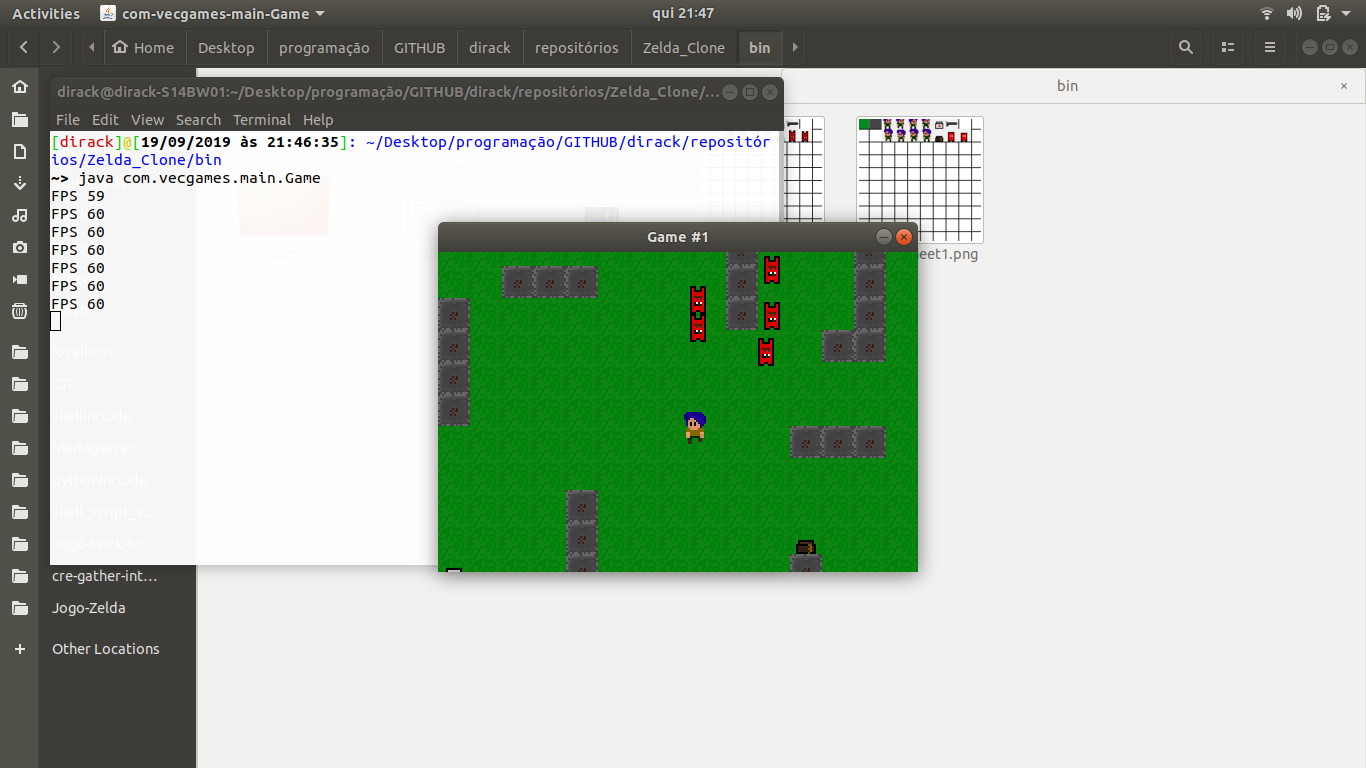 Activities
com-vecgames-main-Game
qui 21:47
Home
Desktop
programação
GITHUB
dirack
repositórios
Zelda_Clone
bin
dirack@dirack-S14BW01:~/Desktop/programação/GITHUB/dirack/repositórios/Zelda_Clone/...
bin
File Edit View Search Terminal Help
[dirack]@[19/09/2019 às 21:46:35]: ~/Desktop/programação/GITHUB/dirack/repositór
ios/Zelda_Clone/bin
~> java com.vecgames.main.Game
FPS 59
FPS 60
FPS 60
FPS 60
FPS 60
FPS 60
FPS 60
Game #1
eet1.png
localhost
GIT
shellinclude
Madagascar
pythoninclude
shell_script_v...
Jogo-brick-br...
cre-gather-int...
Jogo-Zelda
Other Locations